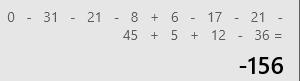 0 - 31 - 21 - 8 + 6 - 17 - 21 -
45 + 5 + 12 - 36 =
-156